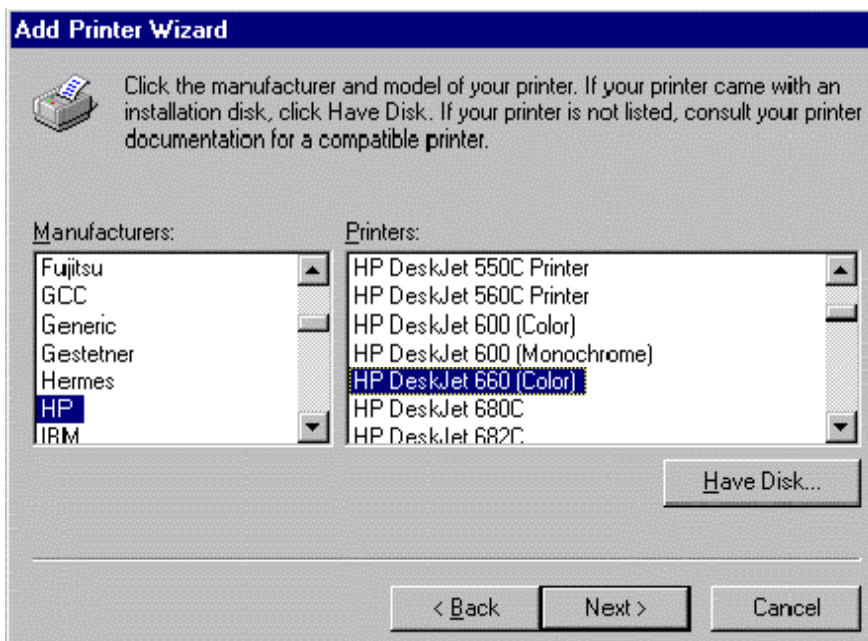 Add Printer Wizard
Click the manufacturer and model of your printer. If your printer came with an
installation disk, click Have Disk. If your printer is not listed, consult your printer
documentation for a compatible printer.
Manufacturers:
Fujitsu
GCC
Generic
Gestetner
Hermes
HP
IBM
Printers:
HP DeskJet 550C Printer
HP DeskJet 560C Printer
HP DeskJet 600 (Color)
HP DeskJet 600 (Monochrome)
HP DeskJet 660 (Color)
HP DeskJet 680C
HP DeskJet 682C
Have Disk...
< Back
Next >
Cancel